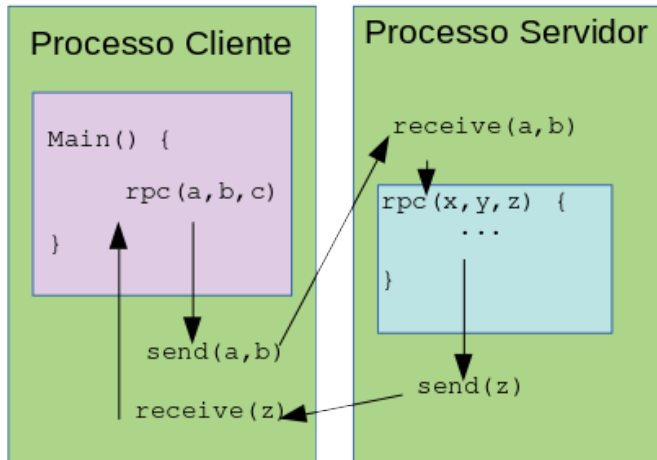 Processo Cliente
Main() {
rpc(a,b,c)
}
send(a,b)
receive(z)
Processo Servidor
receive(a,b)
rpc(x,y,z) {
...
}
send(z)